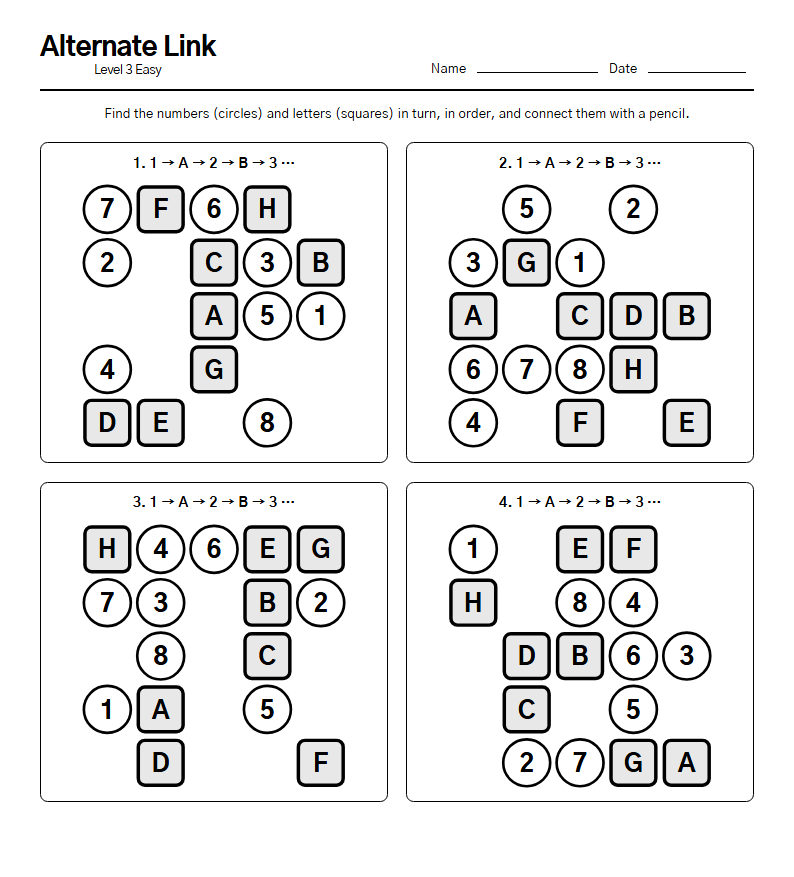 Alternate Link
Level 3 Easy
Name Date
Find the numbers (circles) and letters (squares) in turn, in order, and connect them with a pencil.
1. 1 → A → 2 → B → 3 ···
7 F 6 H
2 C 3 B
A 5 1
4 G
D E 8
2. 1 → A → 2 → B → 3 ···
5 2
3 G 1
A C D B
6 7 8 H
4 F E
3. 1 → A → 2 → B → 3 ···
H 4 6 E G
7 3 B 2
8 C
1 A 5
D F
4. 1 → A → 2 → B → 3 ···
1 E F
H 8 4
D B 6 3
C 5
2 7 G A